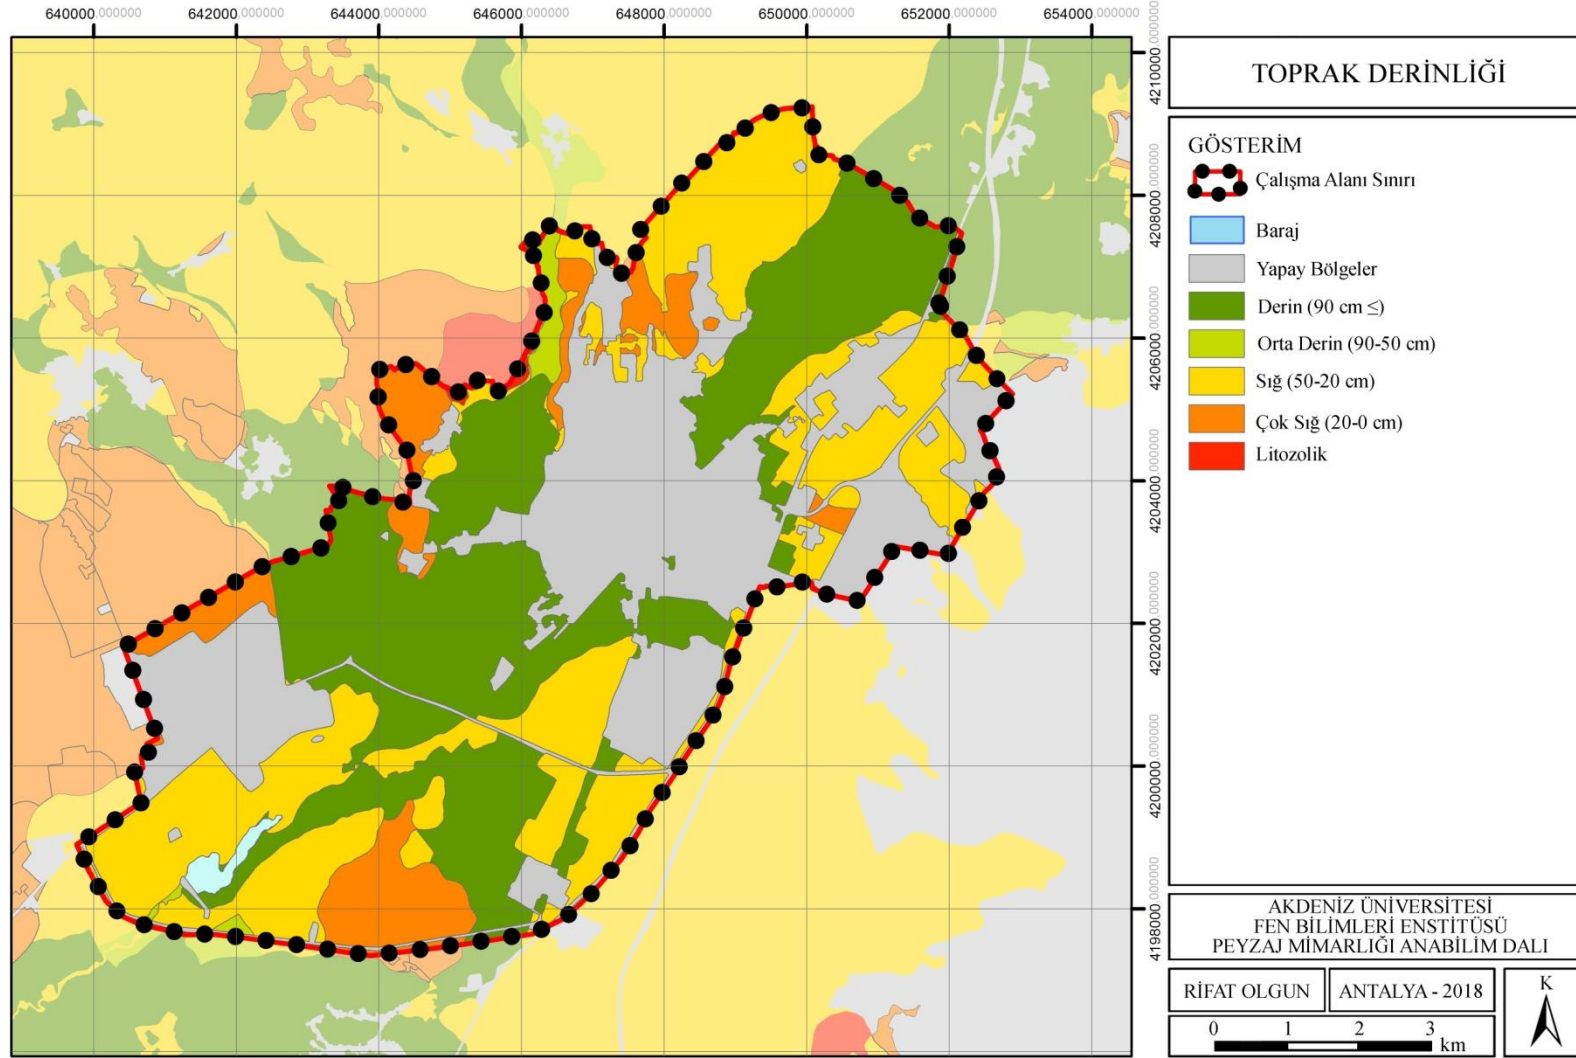 640000.000000 642000.000000 644000.000000 646000.000000 648000.000000 650000.000000 652000.000000 654000.000000
4210000.000000
4208000.000000
4206000.000000
4204000.000000
4202000.000000
4200000.000000
4198000.000000
TOPRAK DERİNLİĞİ
GÖSTERİM
Çalışma Alanı Sınırı
Baraj
Yapay Bölgeler
Derin (90 cm ≤)
Orta Derin (90-50 cm)
Sığ (50-20 cm)
Çok Sığ (20-0 cm)
Litozolik
AKDENİZ ÜNİVERSİTESİ
FEN BİLİMLERİ ENSTİTÜSÜ
PEYZAJ MİMARLIĞI ANABİLİM DALI
RİFAT OLGUN
ANTALYA - 2018
K
0 1 2 3
km